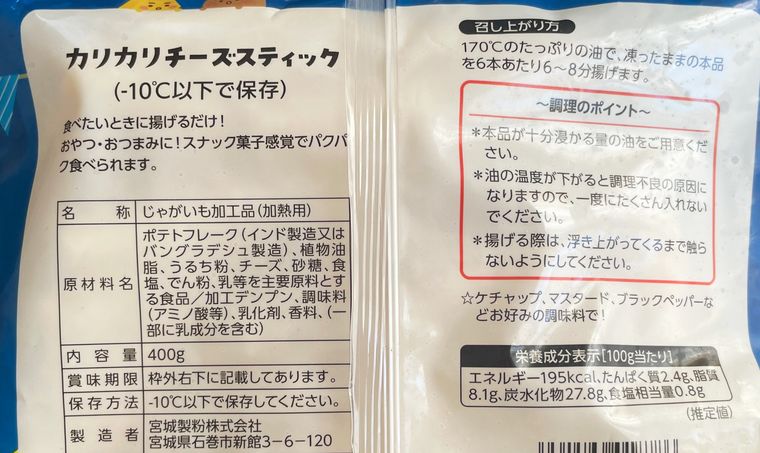 カリカリチーズスティック
(-10℃以下で保存)
食べたいときに揚げるだけ!
おやつ・おつまみに!スナック菓子感覚でパクパ
ク食べられます。
名称 じゃがいも加工品(加熱用)
原材料名 ポテトフレーク(インド製造又は
バングラデシュ製造)、植物油
脂、うるち粉、チーズ、砂糖、食
塩、でん粉、乳等を主要原料とす
る食品/加工デンプン、調味料
(アミノ酸等)、乳化剤、香料、(一
部に乳成分を含む)
内容量 400g
賞味期限 枠外右下に記載してあります。
保存方法 -10℃以下で保存してください。
製造者 宮城製粉株式会社
宮城県石巻市新館3-6-120
召し上がり方
170℃のたっぷりの油で、凍ったままの本品
を6本あたり6~8分揚げます。
~調理のポイント~
*本品が十分浸かる量の油をご用意くだ
さい。
*油の温度が下がると調理不良の原因に
なりますので、一度にたくさん入れない
でください。
*揚げる際は、浮き上がってくるまで触ら
ないようにしてください。
☆ケチャップ、マスタード、ブラックペッパーな
どお好みの調味料で!
栄養成分表示[100g当たり]
エネルギー195kcal、たんぱく質2.4g、脂質
8.1g、炭水化物27.8g、食塩相当量0.8g
(推定値)